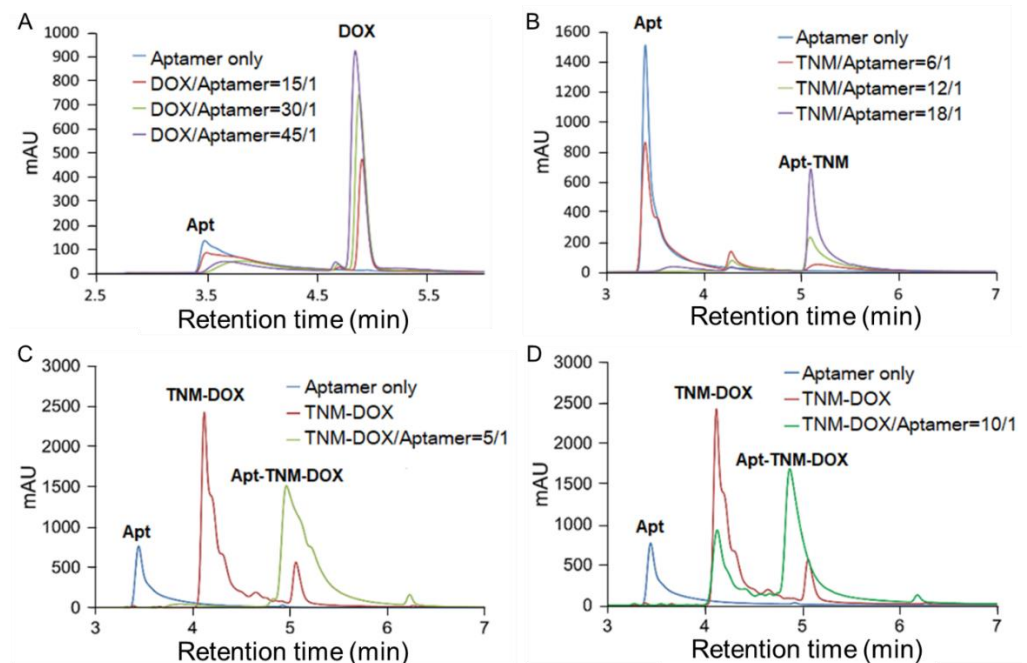 A
DOX
1000
900
800
700
600
500
400
300
200
100
0
mAU
Aptamer only
DOX/Aptamer=15/1
DOX/Aptamer=30/1
DOX/Aptamer=45/1
Apt
2.5 3.5 4.5 5.5
Retention time (min)
B
Apt
1600
1400
1200
1000
800
600
400
200
0
mAU
Aptamer only
TNM/Aptamer=6/1
TNM/Aptamer=12/1
TNM/Aptamer=18/1
Apt-TNM
3 4 5 6 7
Retention time (min)
C
3000
2500
2000
1500
1000
500
0
mAU
TNM-DOX
Aptamer only
TNM-DOX
TNM-DOX/Aptamer=5/1
Apt-TNM-DOX
Apt
3 4 5 6 7
Retention time (min)
D
3000
2500
2000
1500
1000
500
0
mAU
TNM-DOX
Aptamer only
TNM-DOX
TNM-DOX/Aptamer=10/1
Apt-TNM-DOX
Apt
3 4 5 6 7
Retention time (min)